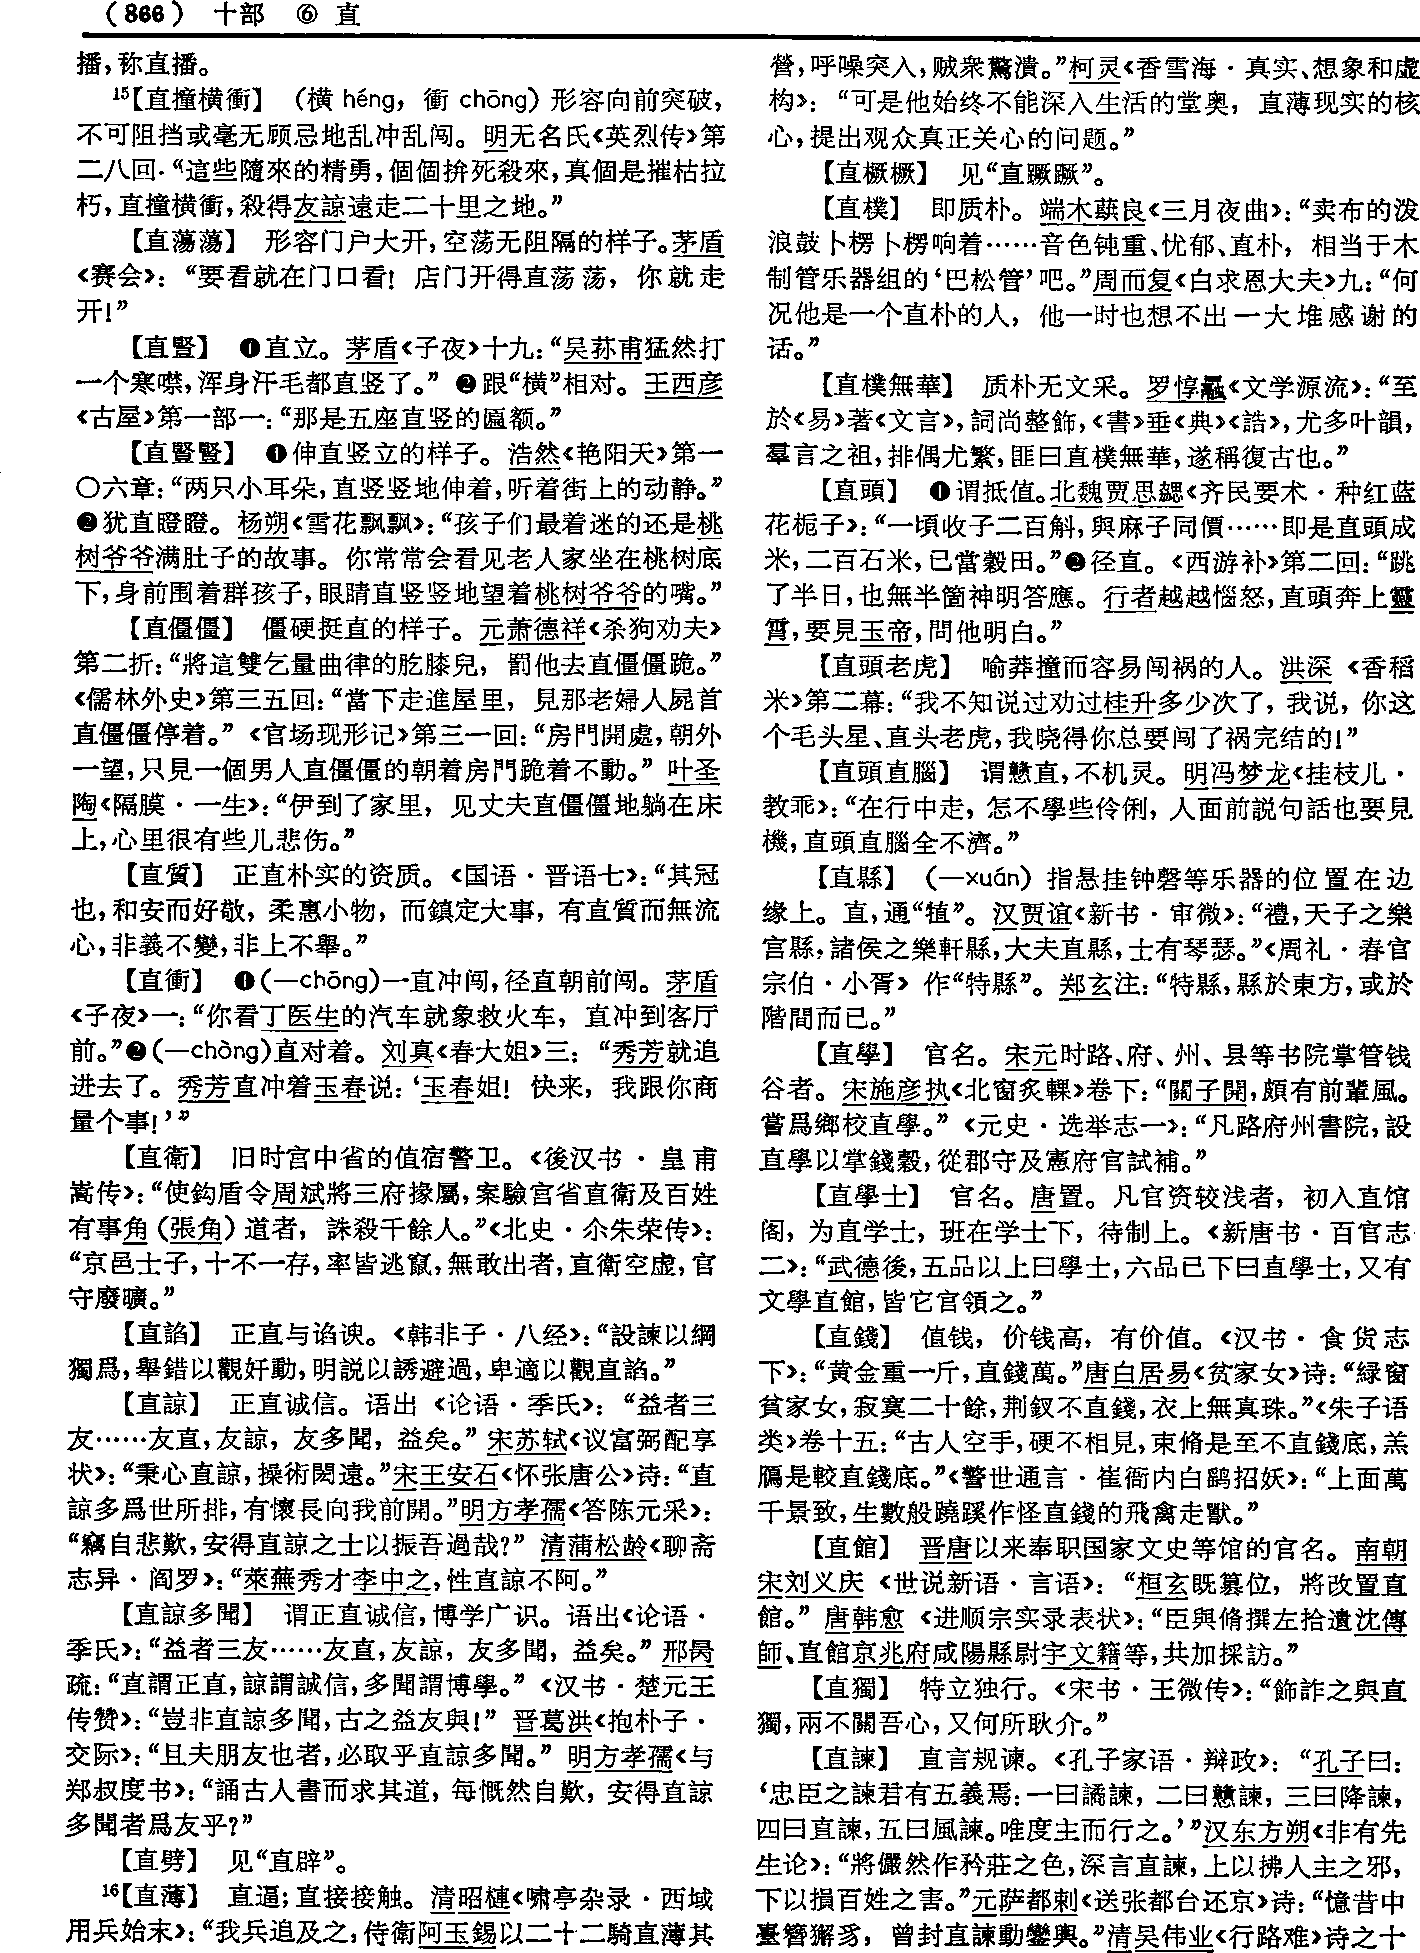 （866） 十部 ⑥ 直
播，称直播。
15【直撞横衝】 （横 héng，衝 chōng）形容向前突破，
不可阻挡或毫无顾忌地乱冲乱闯。明无名氏《英烈传》第
二八回·“這些隨來的精勇，個個拚死殺來，真個是摧枯拉
朽，直撞横衝，殺得友諒遠走二十里之地。”
【直蕩蕩】 形容门户大开，空荡无阻隔的样子。茅盾
《赛会》：“要看就在门口看！店门开得直荡荡，你就走
开！”
【直豎】 ❶直立。茅盾《子夜》十九：“吴荪甫猛然打
一个寒噤，浑身汗毛都直竖了。”❷跟“横”相对。王西彦
《古屋》第一部一：“那是五座直竖的匾额。”
【直豎豎】 ❶伸直竖立的样子。浩然《艳阳天》第一
〇六章：“两只小耳朵，直竖竖地伸着，听着街上的动静。”
❷犹直瞪瞪。杨朔《雪花飘飘》：“孩子们最着迷的还是桃
树爷爷满肚子的故事。你常常会看见老人家坐在桃树底
下，身前围着群孩子，眼睛直竖竖地望着桃树爷爷的嘴。”
【直僵僵】 僵硬挺直的样子。元萧德祥《杀狗劝夫》
第二折：“將這雙乞量曲律的肐膝兒，罰他去直僵僵跪。”
《儒林外史》第三五回：“當下走進屋里，見那老婦人屍首
直僵僵停着。”《官场现形记》第三一回：“房門開處，朝外
一望，只見一個男人直僵僵的朝着房門跪着不動。”叶圣
陶《隔膜·一生》：“伊到了家里，见丈夫直僵僵地躺在床
上，心里很有些儿悲伤。”
【直質】 正直朴实的资质。《国语·晋语七》：“其冠
也，和安而好敬，柔惠小物，而鎮定大事，有直質而無流
心，非義不變，非上不舉。”
【直衝】 ❶（—chōng）一直冲闯，径直朝前闯。茅盾
《子夜》一：“你看丁医生的汽车就象救火车，直冲到客厅
前。”❷（—chòng）直对着。刘真《春大姐》三：“秀芳就追
进去了。秀芳直冲着玉春说：‘玉春姐！快来，我跟你商
量个事！’”
【直衛】 旧时宫中省的值宿警卫。《後汉书·皇甫
嵩传》：“使鈎盾令周斌將三府掾屬，案驗宫省直衛及百姓
有事角（張角）道者，誅殺千餘人。”《北史·尒朱荣传》：
“京邑士子，十不一存，率皆逃竄，無敢出者，直衛空虚，官
守廢曠。”
【直諂】 正直与谄谀。《韩非子·八经》：“設諫以綱
獨爲，舉錯以觀奸動，明説以誘避過，卑適以觀直諂。”
【直諒】 正直诚信。语出《论语·季氏》：“益者三
友……友直，友諒，友多聞，益矣。”宋苏轼《议富弼配享
状》：“秉心直諒，操術閎遠。”宋王安石《怀张唐公》诗：“直
諒多爲世所排，有懷長向我前開。”明方孝孺《答陈元采》：
“竊自悲歎，安得直諒之士以振吾過哉？”清蒲松龄《聊斋
志异·阎罗》：“萊蕪秀才李中之，性直諒不阿。”
【直諒多聞】 谓正直诚信，博学广识。语出《论语·
季氏》：“益者三友……友直，友諒，友多聞，益矣。”邢昺
疏：“直謂正直，諒謂誠信，多聞謂博學。”《汉书·楚元王
传赞》：“豈非直諒多聞，古之益友與！”晋葛洪《抱朴子·
交际》：“且夫朋友也者，必取乎直諒多聞。”明方孝孺《与
郑叔度书》：“誦古人書而求其道，每慨然自歎，安得直諒
多聞者爲友乎？”
【直劈】 见“直辟”。
16【直薄】 直逼；直接接触。清昭槤《啸亭杂录·西域
用兵始末》：“我兵追及之，侍衛阿玉錫以二十二騎直薄其
營，呼噪突入，贼衆驚潰。”柯灵《香雪海·真实、想象和虚
构》：“可是他始终不能深入生活的堂奥，直薄现实的核
心，提出观众真正关心的问题。”
【直橛橛】 见“直蹶蹶”。
【直樸】 即质朴。端木蕻良《三月夜曲》：“卖布的泼
浪鼓卜楞卜楞响着……音色钝重、忧郁、直朴，相当于木
制管乐器组的‘巴松管’吧。”周而复《白求恩大夫》九：“何
况他是一个直朴的人，他一时也想不出一大堆感谢的
话。”
【直樸無華】 质朴无文采。罗惇曧《文学源流》：“至
於《易》著《文言》，詞尚整飾，《書》垂《典》《誥》，尤多叶韻，
羣言之祖，排偶尤繁，匪曰直樸無華，遂稱復古也。”
【直頭】 ❶谓抵值。北魏贾思勰《齐民要术·种红蓝
花栀子》：“一頃收子二百斛，與麻子同價……即是直頭成
米，二百石米，已當穀田。”❷径直。《西游补》第二回：“跳
了半日，也無半箇神明答應。行者越越惱怒，直頭奔上靈
霄，要見玉帝，問他明白。”
【直頭老虎】 喻莽撞而容易闯祸的人。洪深《香稻
米》第二幕：“我不知说过劝过桂升多少次了，我说，你这
个毛头星、直头老虎，我晓得你总要闯了祸完结的！”
【直頭直腦】 谓戆直，不机灵。明冯梦龙《挂枝儿·
教乖》：“在行中走，怎不學些伶俐，人面前説句話也要見
機，直頭直腦全不濟。”
【直縣】 （—xuán）指悬挂钟磬等乐器的位置在边
缘上。直，通“犆”。汉贾谊《新书·审微》：“禮，天子之樂
宫縣，諸侯之樂軒縣，大夫直縣，士有琴瑟。”《周礼·春官
宗伯·小胥》作“特縣”。郑玄注：“特縣，縣於東方，或於
階間而已。”
【直學】 官名。宋元时路、府、州、县等书院掌管钱
谷者。宋施彦执《北窗炙輠》卷下：“關子開，頗有前輩風。
嘗爲鄉校直學。”《元史·选举志一》：“凡路府州書院，設
直學以掌錢穀，從郡守及憲府官試補。”
【直學士】 官名。唐置。凡官资较浅者，初入直馆
阁，为直学士，班在学士下，待制上。《新唐书·百官志
二》：“武德後，五品以上曰學士，六品已下曰直學士，又有
文學直館，皆它官領之。”
【直錢】 值钱，价钱高，有价值。《汉书·食货志
下》：“黄金重一斤，直錢萬。”唐白居易《贫家女》诗：“緑窗
貧家女，寂寞二十餘，荆釵不直錢，衣上無真珠。”《朱子语
类》卷十五：“古人空手，硬不相見，束脩是至不直錢底，羔
鴈是較直錢底。”《警世通言·崔衙内白鹞招妖》：“上面萬
千景致，生數般蹺蹊作怪直錢的飛禽走獸。”
【直館】 晋唐以来奉职国家文史等馆的官名。南朝
宋刘义庆《世说新语·言语》：“桓玄既篡位，將改置直
館。”唐韩愈《进顺宗实录表状》：“臣與脩撰左拾遺沈傳
師、直館京兆府咸陽縣尉宇文籍等，共加採訪。”
【直獨】 特立独行。《宋书·王微传》：“飾詐之與直
獨，兩不關吾心，又何所耿介。”
【直諫】 直言规谏。《孔子家语·辩政》：“孔子曰：
‘忠臣之諫君有五義焉：一曰譎諫，二曰戇諫，三曰降諫，
四曰直諫，五曰風諫。唯度主而行之。’”汉东方朔《非有先
生论》：“將儼然作矜莊之色，深言直諫，上以拂人主之邪，
下以損百姓之害。”元萨都剌《送张都台还京》诗：“憶昔中
臺簪獬豸，曾封直諫動鑾輿。”清吴伟业《行路难》诗之十